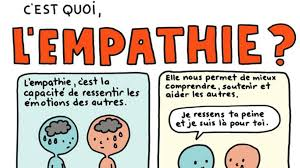 C'EST QUOI,
L'EMPATHIE ?
L'empathie, c'est la
capacité de ressentir les
émotions des autres.
Elle nous permet de mieux
comprendre, soutenir et
aider les autres.
Je ressens ta peine
et je suis là pour toi.